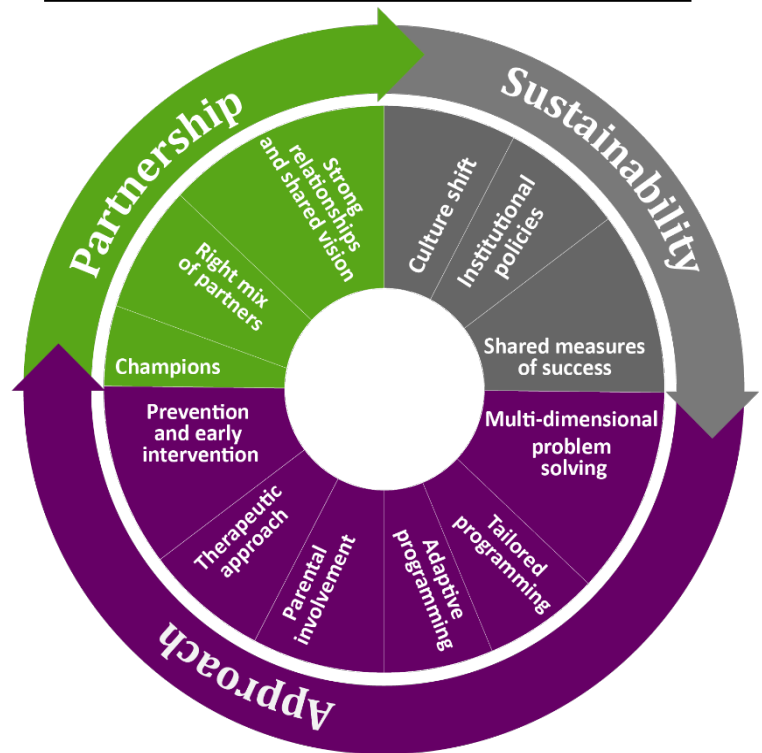 Partnership
Sustainability
Approach
Strong
relationships
and shared vision
Right mix
of partners
Champions
Culture shift
Institutional
policies
Shared measures
of success
Multi-dimensional
problem
solving
Tailored
programming
Adaptive
programming
Parental
involvement
Therapeutic
approach
Prevention
and early
intervention